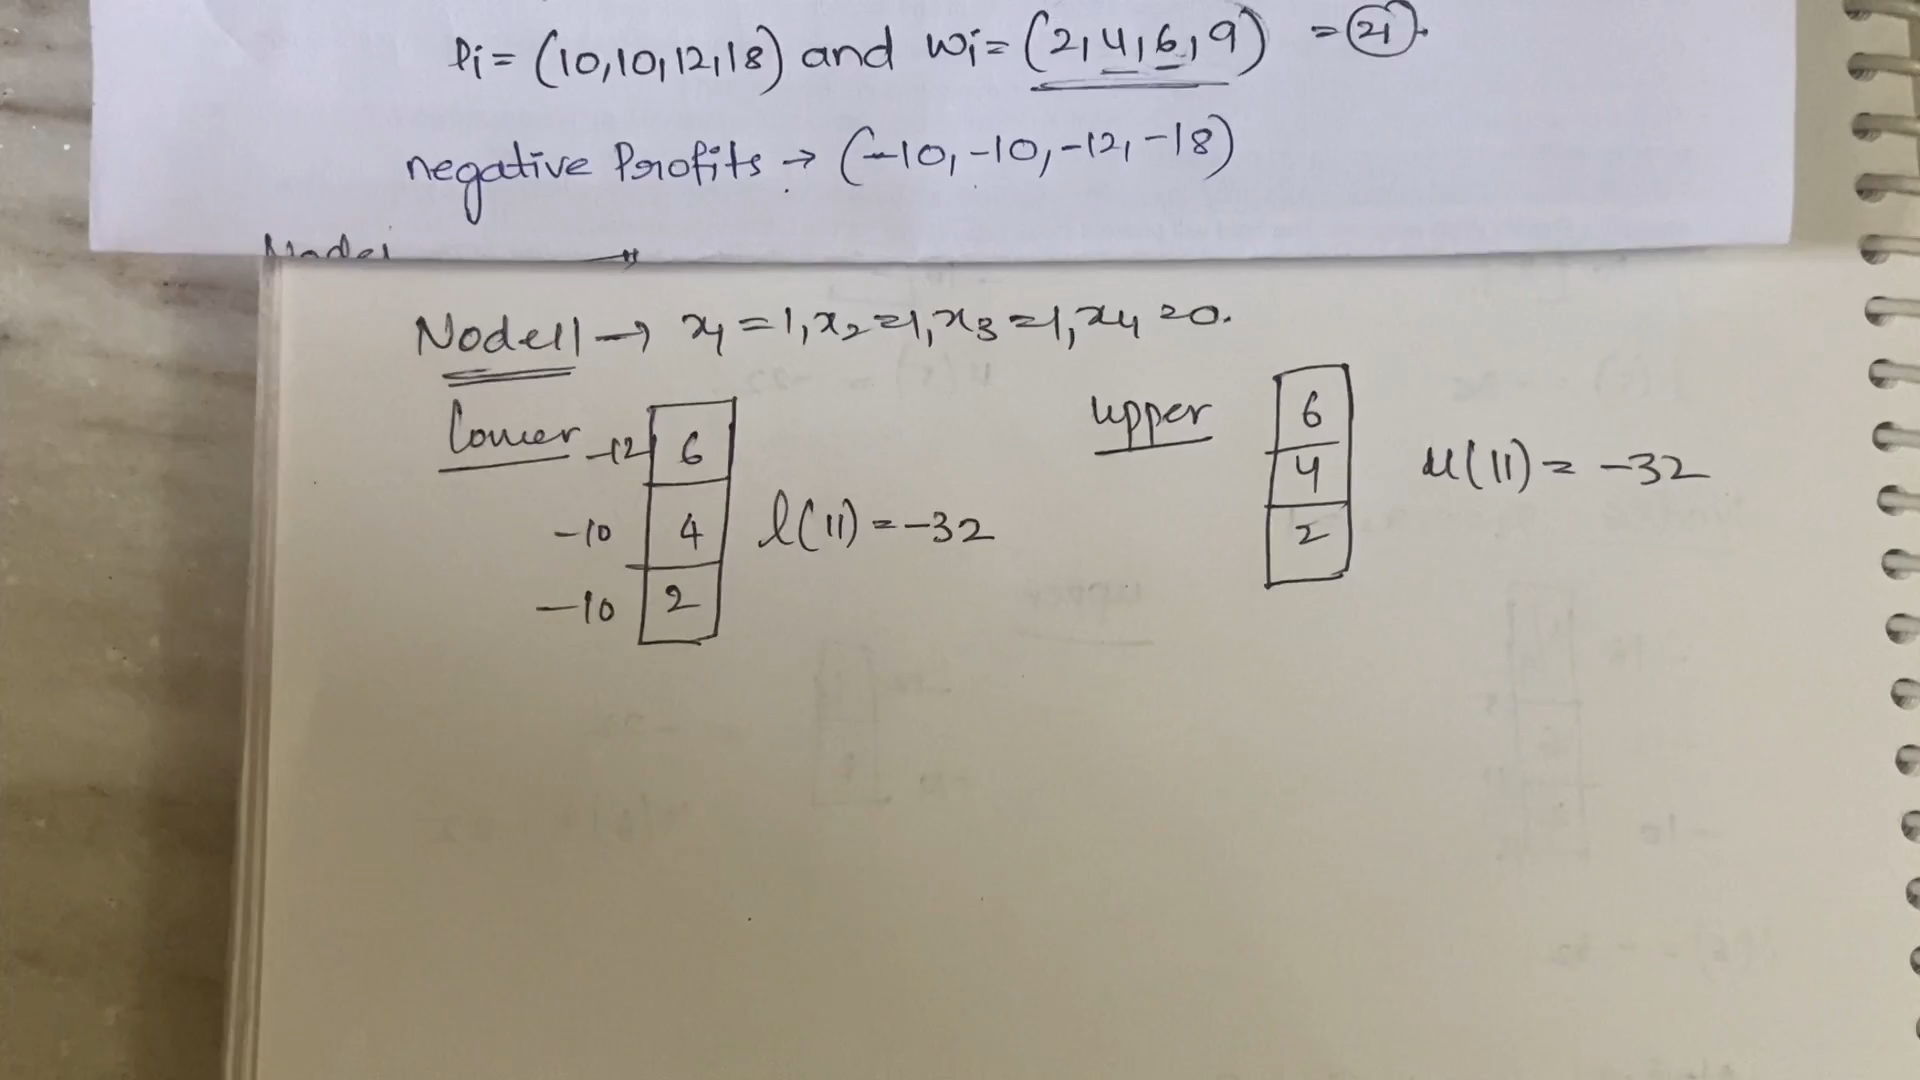 Pi = (10,10,12,18) and wi = (2,4,6,9) = 21.
negative Profits → (-10, -10, -12, -18)
Node11 → x1 = 1, x2 = 1, x3 = 1, x4 = 0.
Lower
-12 6
-10 4
-10 2
l(11) = -32
upper
6
4
2
u(11) = -32